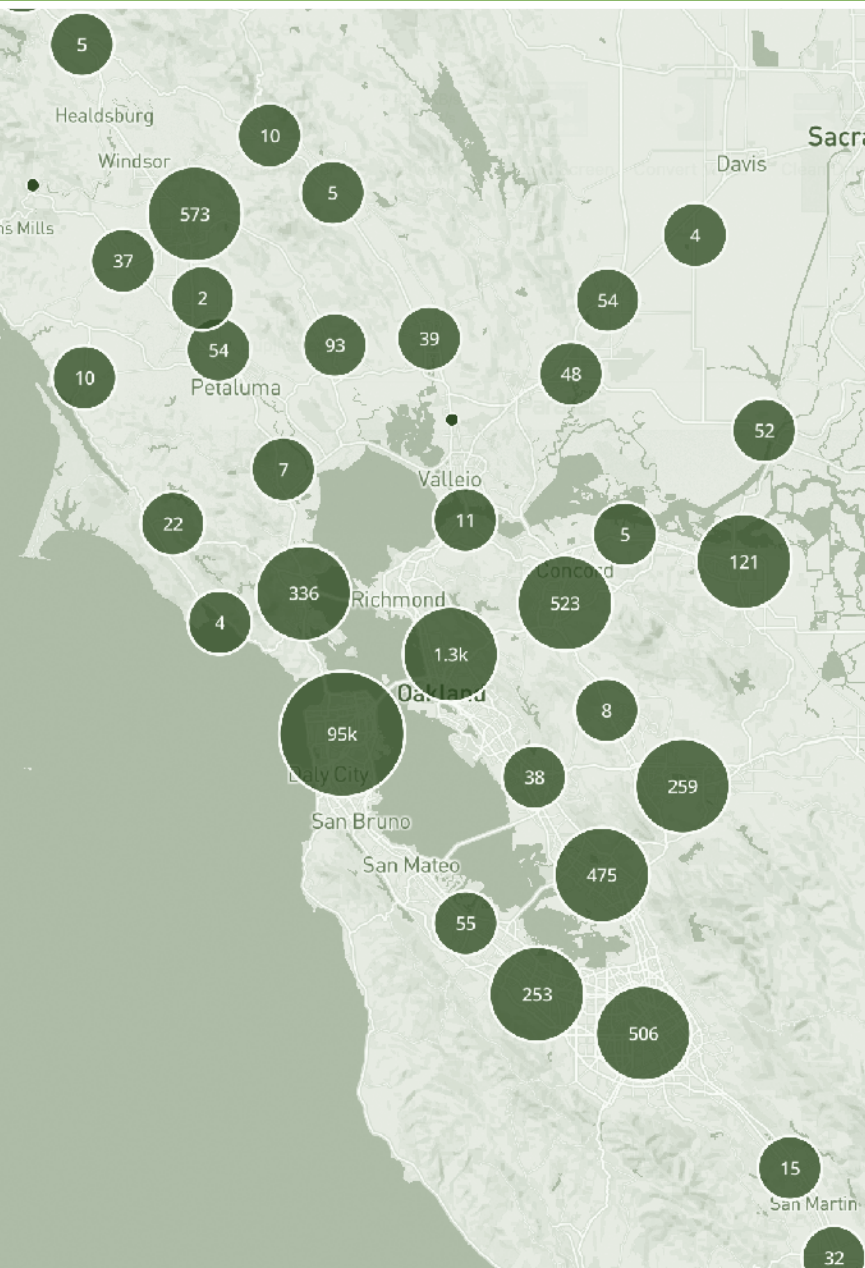 5
Healdsburg
10
Sacra
Windsor
Davis
5
573
ns Mills
4
37
2
54
39
93
54
48
10
Petaluma
52
7
Vallejo
11
22
5
121
Concord
336
Richmond
523
4
1.3k
Oakland
8
95k
Daly City
38
259
San Bruno
San Mateo
475
55
253
506
15
San Martin
32